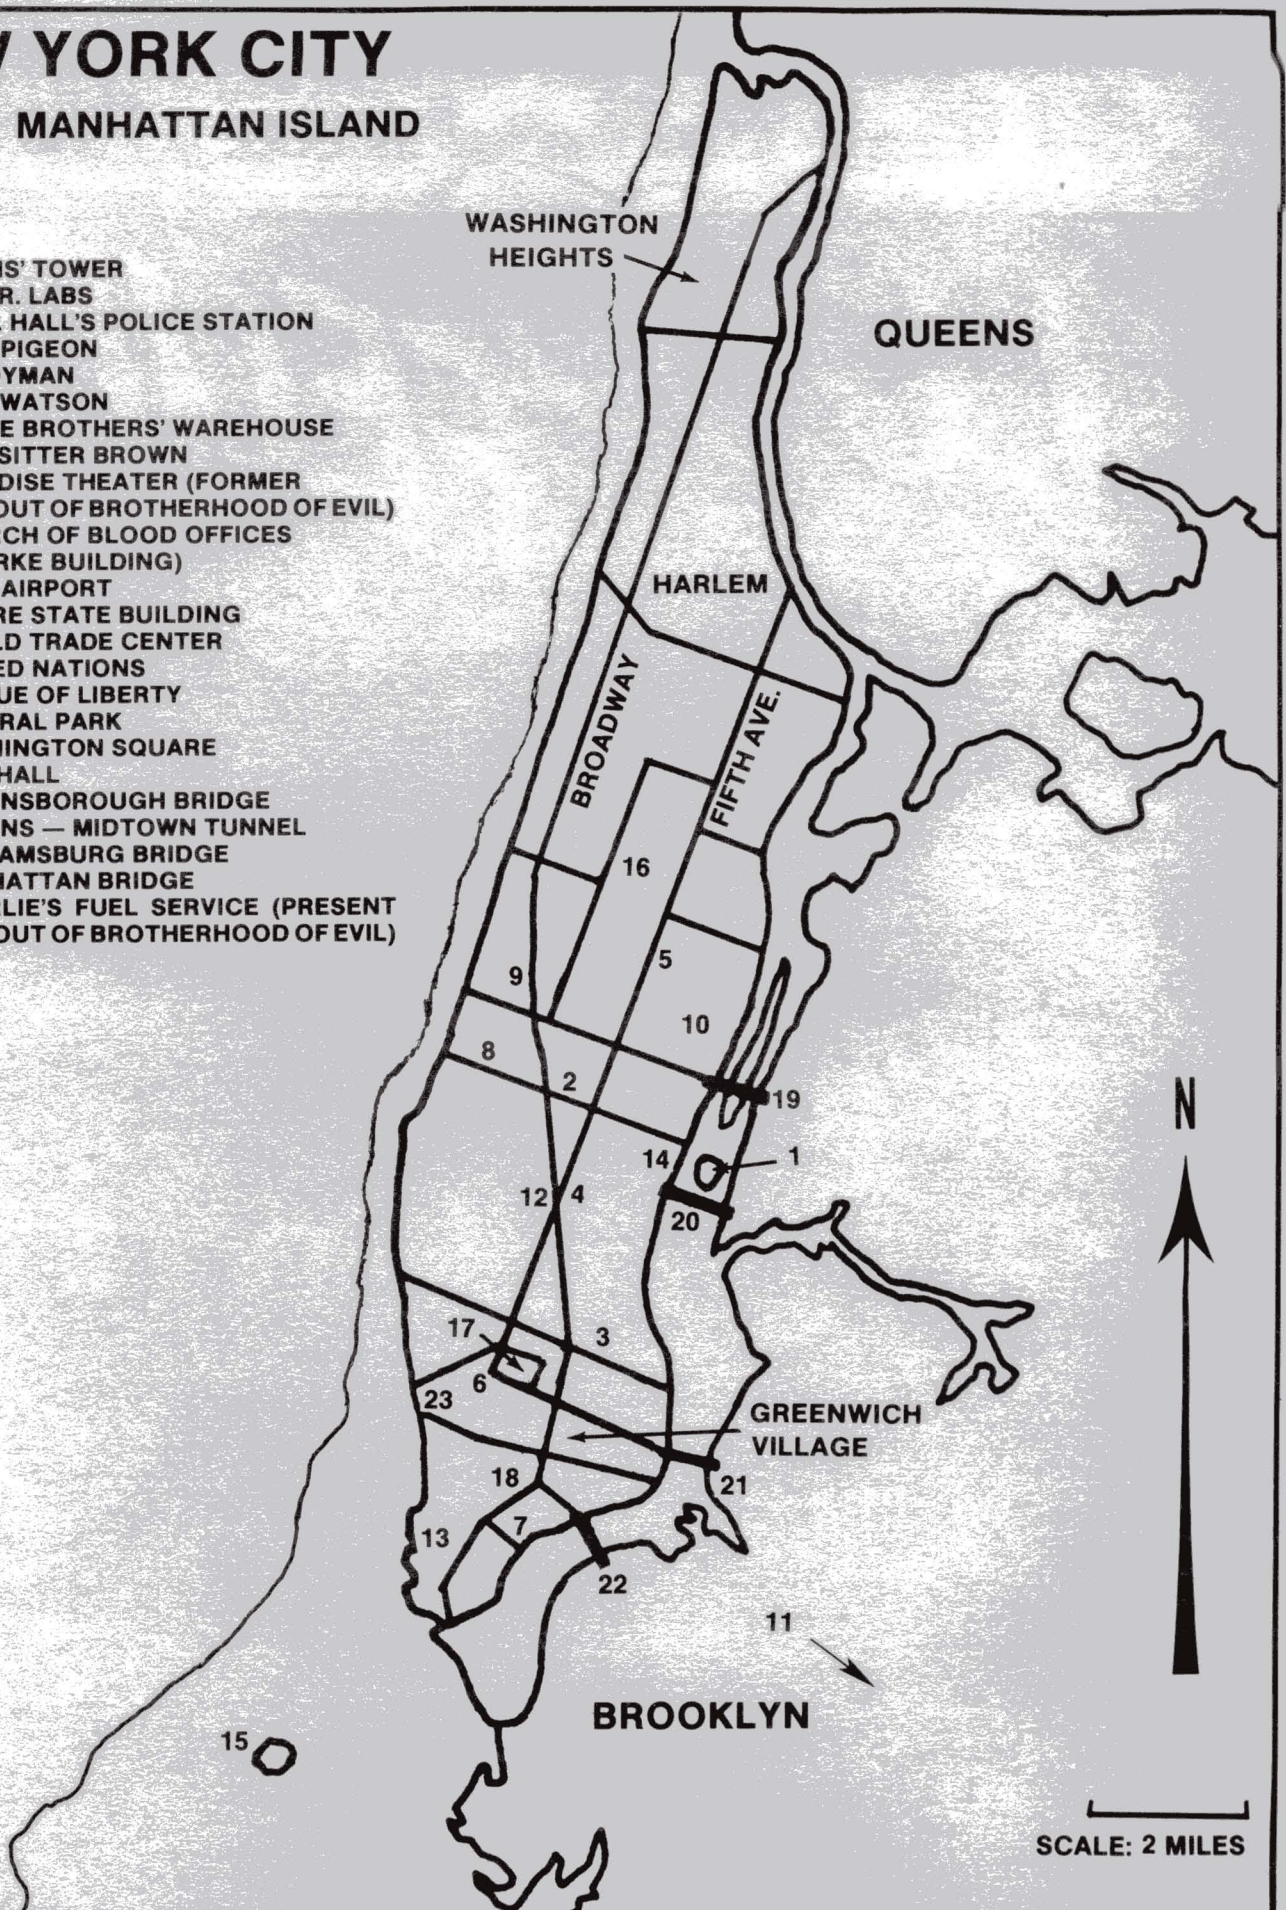 YORK CITY
MANHATTAN ISLAND
WASHINGTON
HEIGHTS
QUEENS
IS' TOWER
R. LABS
HALL'S POLICE STATION
PIGEON
YMAN
WATSON
E BROTHERS' WAREHOUSE
SITTER BROWN
DISE THEATER (FORMER
OUT OF BROTHERHOOD OF EVIL)
CH OF BLOOD OFFICES
RKE BUILDING)
AIRPORT
RE STATE BUILDING
LD TRADE CENTER
ED NATIONS
UE OF LIBERTY
RAL PARK
HINGTON SQUARE
HALL
NSBOROUGH BRIDGE
NS — MIDTOWN TUNNEL
AMSBURG BRIDGE
HATTAN BRIDGE
LIE'S FUEL SERVICE (PRESENT
OUT OF BROTHERHOOD OF EVIL)
HARLEM
BROADWAY
FIFTH AVE.
16
5
9
10
8
2
19
N
14
1
12
4
20
17
3
6
23
GREENWICH
VILLAGE
18
21
7
13
22
11
BROOKLYN
15
SCALE: 2 MILES